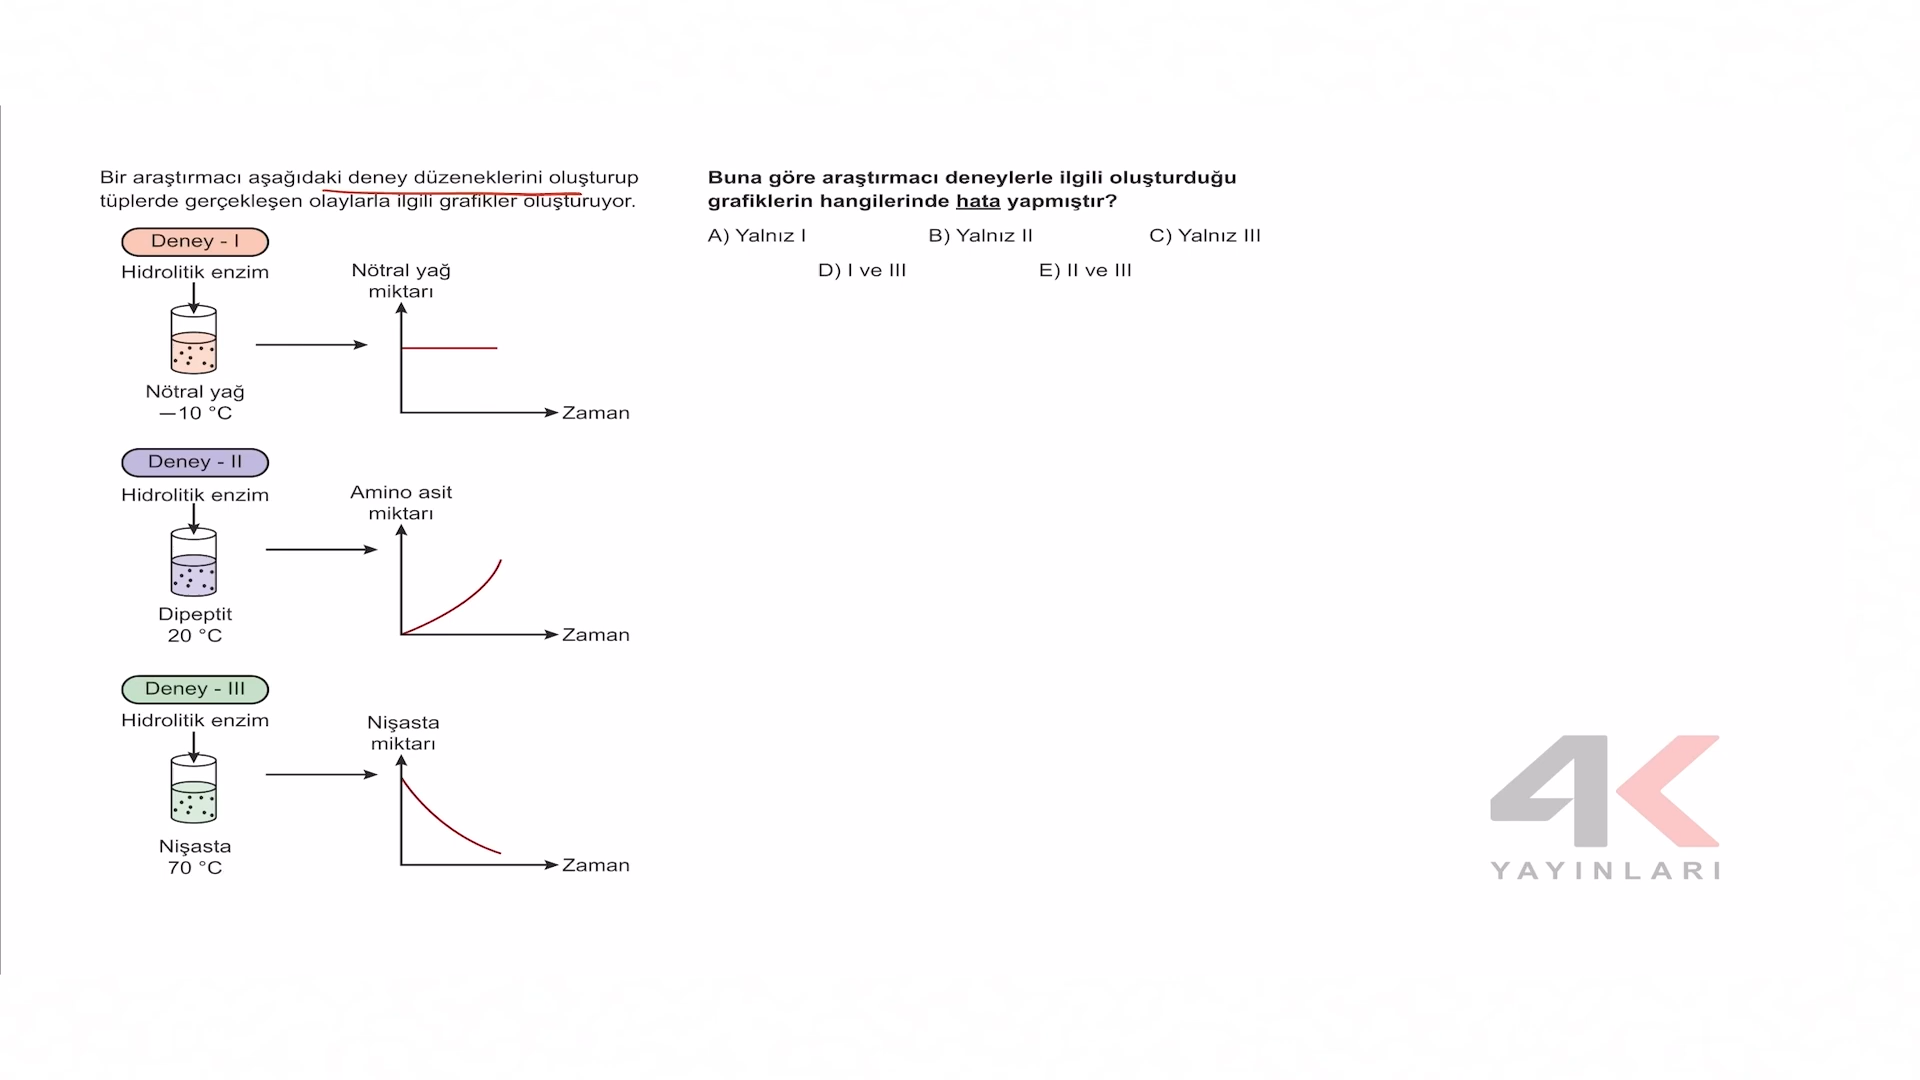 Bir araştırmacı aşağıdaki deney düzeneklerini oluşturup
tüplerde gerçekleşen olaylarla ilgili grafikler oluşturuyor.
Deney - I
Hidrolitik enzim
Nötral yağ
miktarı
Nötral yağ
—10 °C
Zaman
Deney - II
Hidrolitik enzim
Amino asit
miktarı
Dipeptit
20 °C
Zaman
Deney - III
Hidrolitik enzim
Nişasta
miktarı
Nişasta
70 °C
Zaman
Buna göre araştırmacı deneylerle ilgili oluşturduğu
grafiklerin hangilerinde hata yapmıştır?
A) Yalnız I B) Yalnız II C) Yalnız III
D) I ve III E) II ve III
4K
YAYINLARI